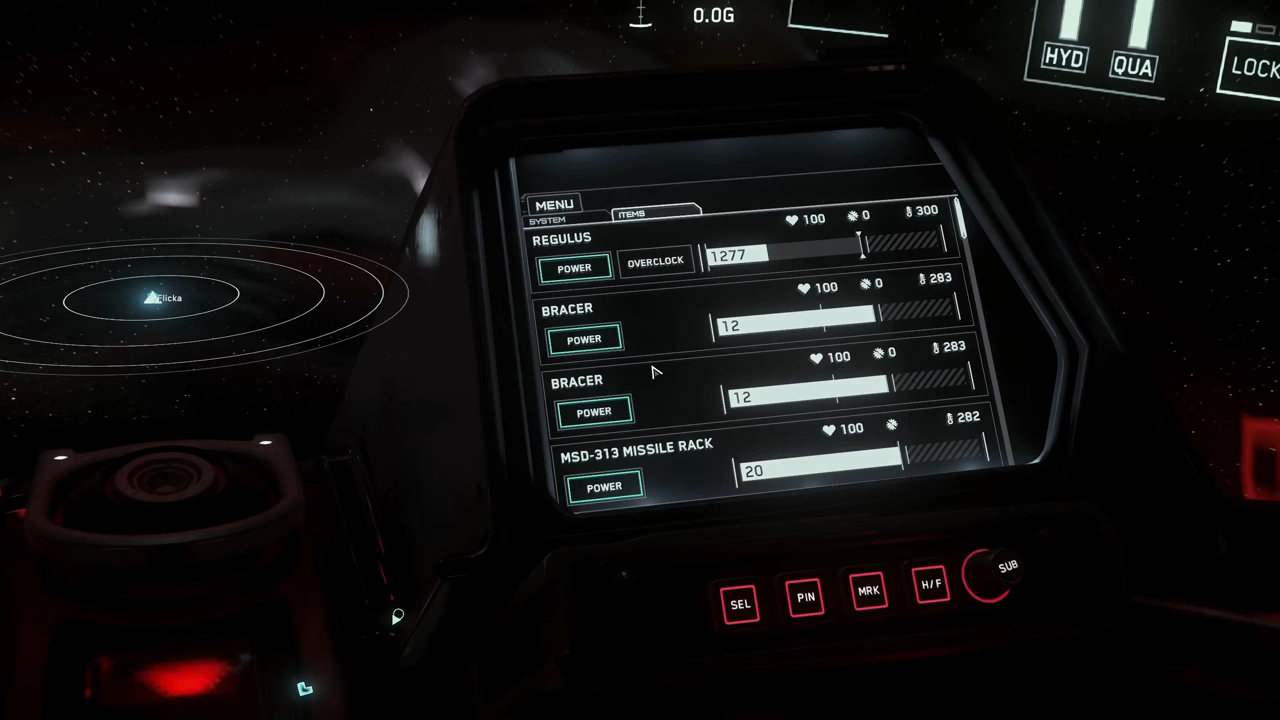 0.0G
HYD QUA
LOCK
MENU
SYSTEM ITEMS
REGULUS 100 0 300
POWER OVERCLOCK 1277
BRACER 100 0 283
POWER 12
BRACER 100 0 283
POWER 12
MSD-313 MISSILE RACK 100 282
POWER 20
Flicka
SEL PIN MRK H/F SUB